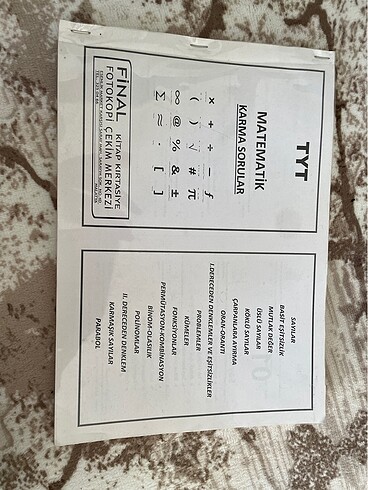 TYT
MATEMATİK
KARMA SORULAR
× + ÷ − ƒ
( ) √ # π
∞ @ % & ±
Σ ≈ · [ ]
FİNAL KİTAP KIRTASİYE
FOTOKOPİ ÇEKİM MERKEZİ
SAYILAR
BASİT EŞİTSİZLİK
MUTLAK DEĞER
ÜSLÜ SAYILAR
KÖKLÜ SAYILAR
ÇARPANLARA AYIRMA
ORAN-ORANTI
I.DERECEDEN DENKLEMLER VE EŞİTSİZLİKLER
PROBLEMLER
KÜMELER
FONKSİYONLAR
PERMÜTASYON-KOMBİNASYON
BİNOM-OLASILIK
POLİNOMLAR
II. DERECEDEN DENKLEM
KARMAŞIK SAYILAR
PARABOL